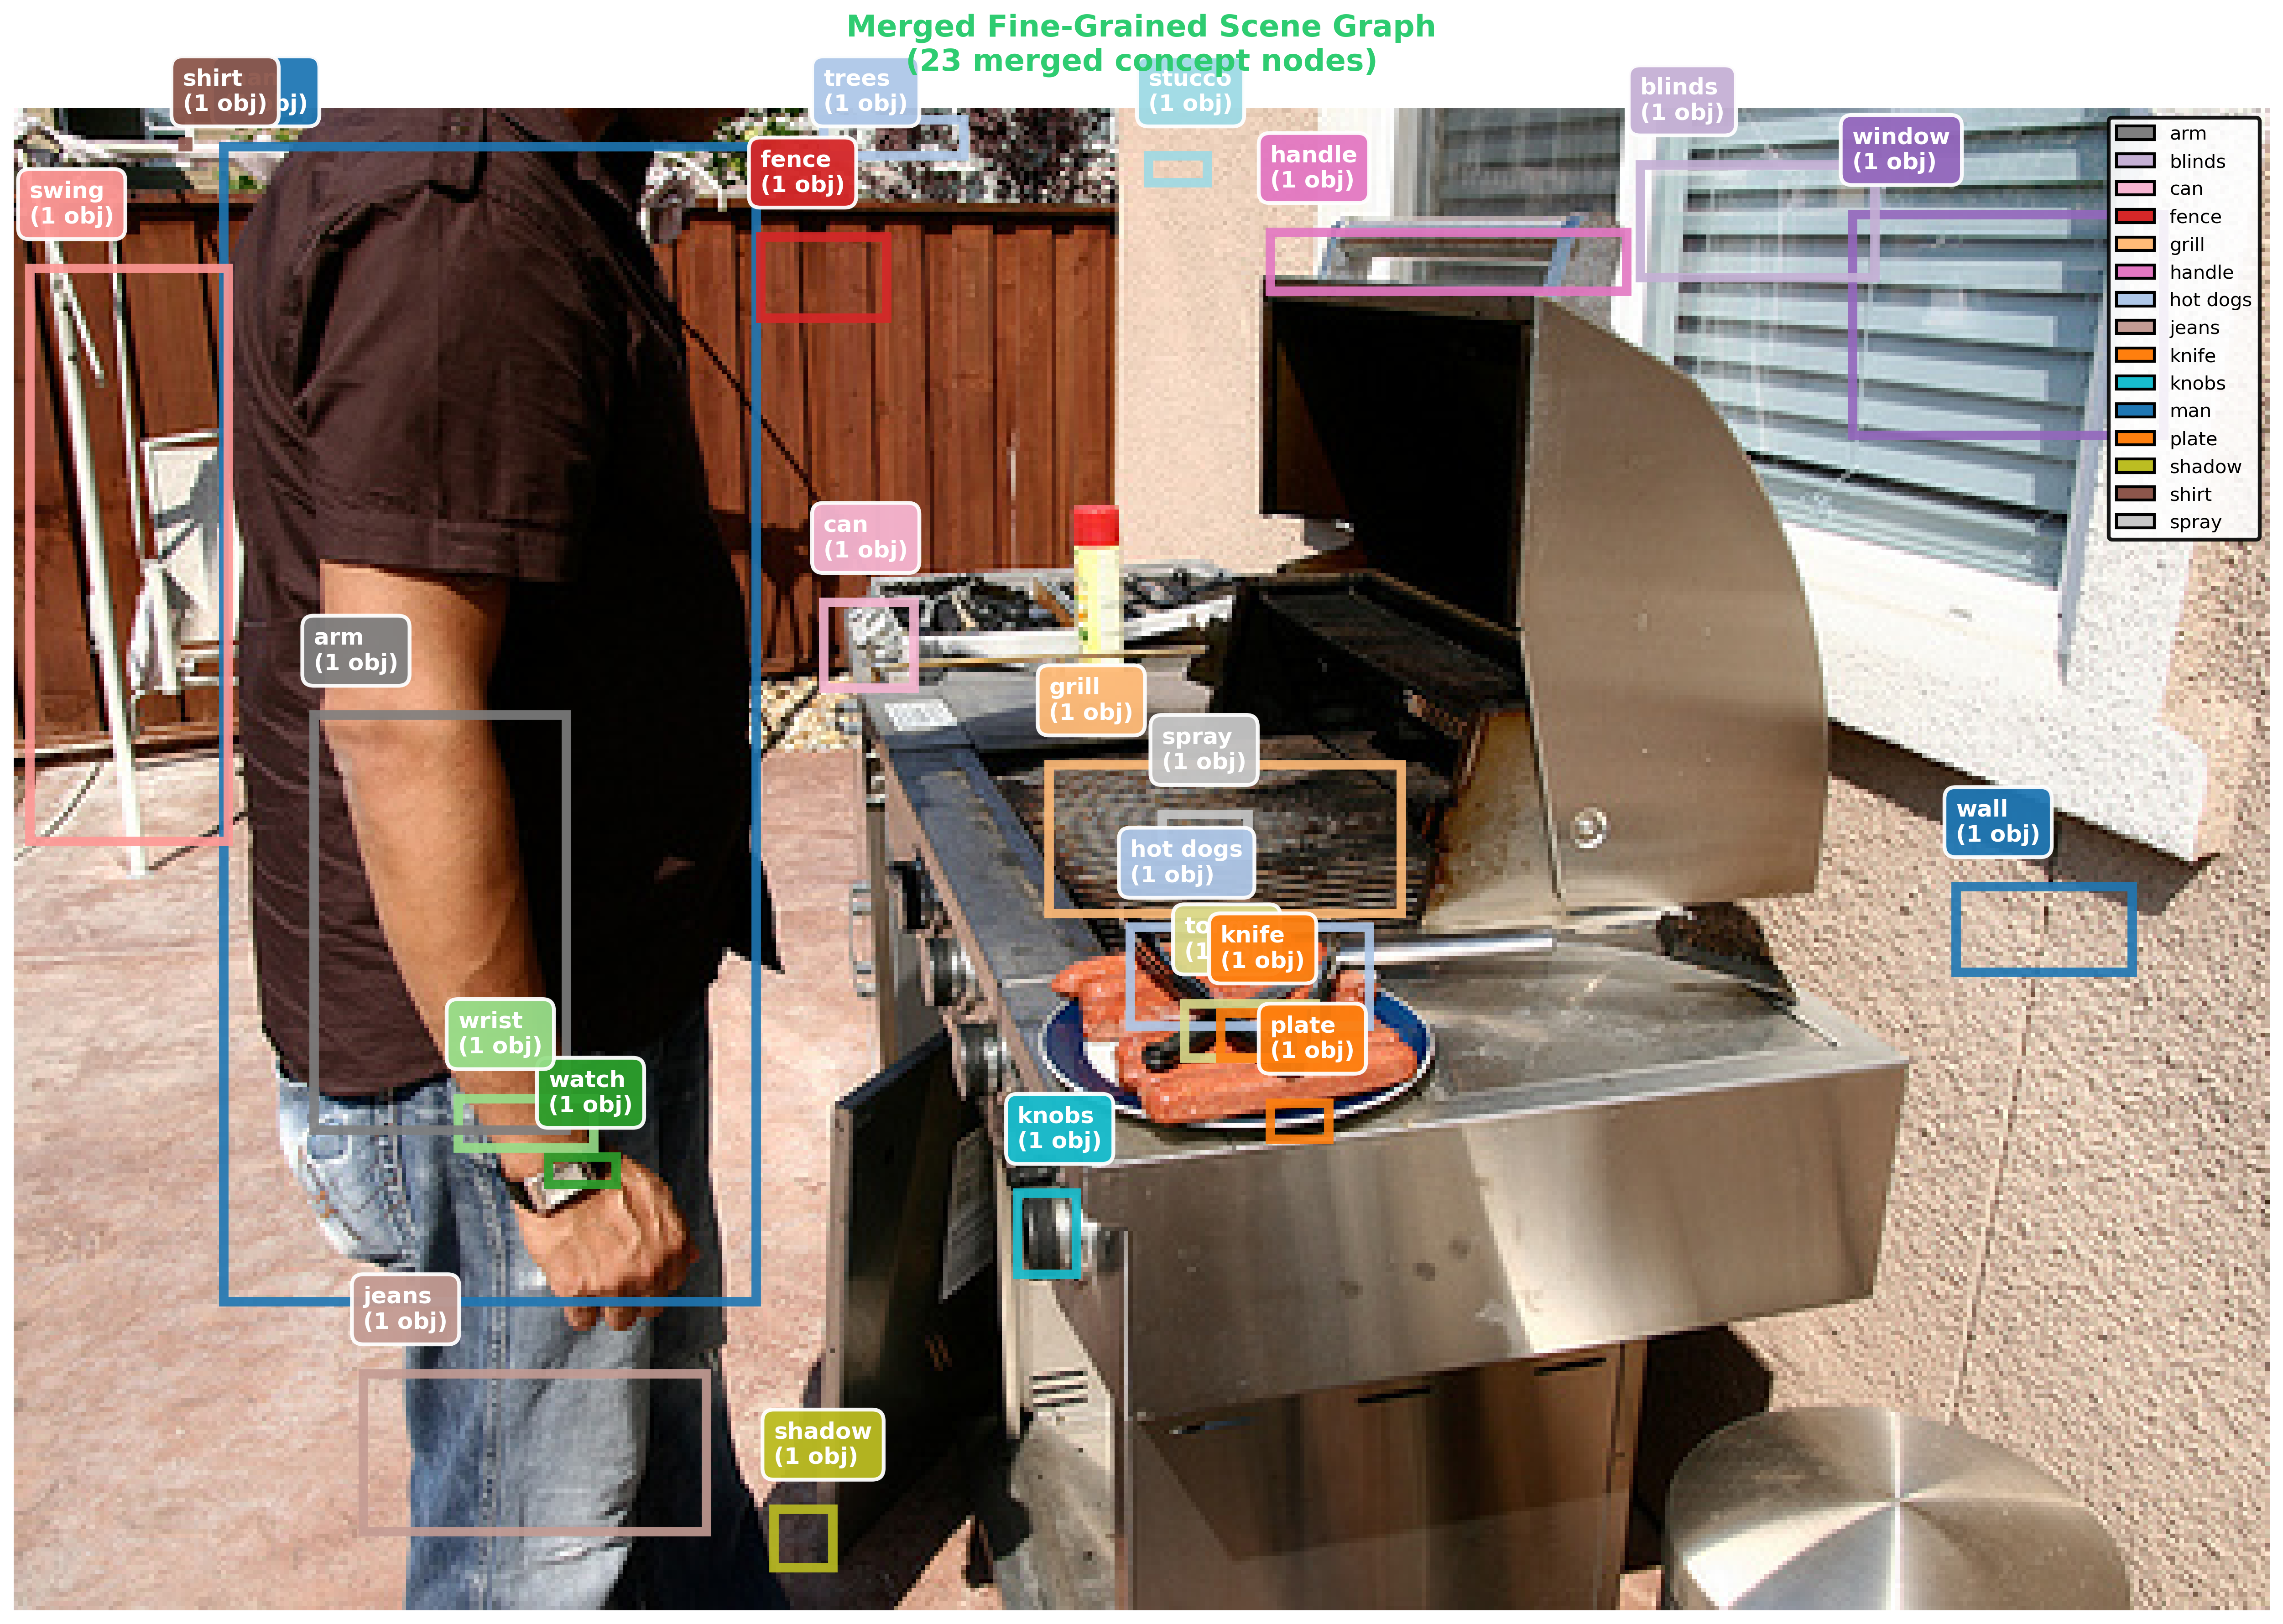 Merged Fine-Grained Scene Graph
(23 merged concept nodes)
shirt
(1 obj)
trees
(1 obj)
stucco
(1 obj)
blinds
(1 obj)
window
(1 obj)
handle
(1 obj)
fence
(1 obj)
swing
(1 obj)
arm
blinds
can
fence
grill
handle
hot dogs
jeans
knife
knobs
man
plate
shadow
shirt
spray
can
(1 obj)
arm
(1 obj)
grill
(1 obj)
spray
(1 obj)
wall
(1 obj)
hot dogs
(1 obj)
knife
(1 obj)
plate
(1 obj)
wrist
(1 obj)
watch
(1 obj)
knobs
(1 obj)
jeans
(1 obj)
shadow
(1 obj)